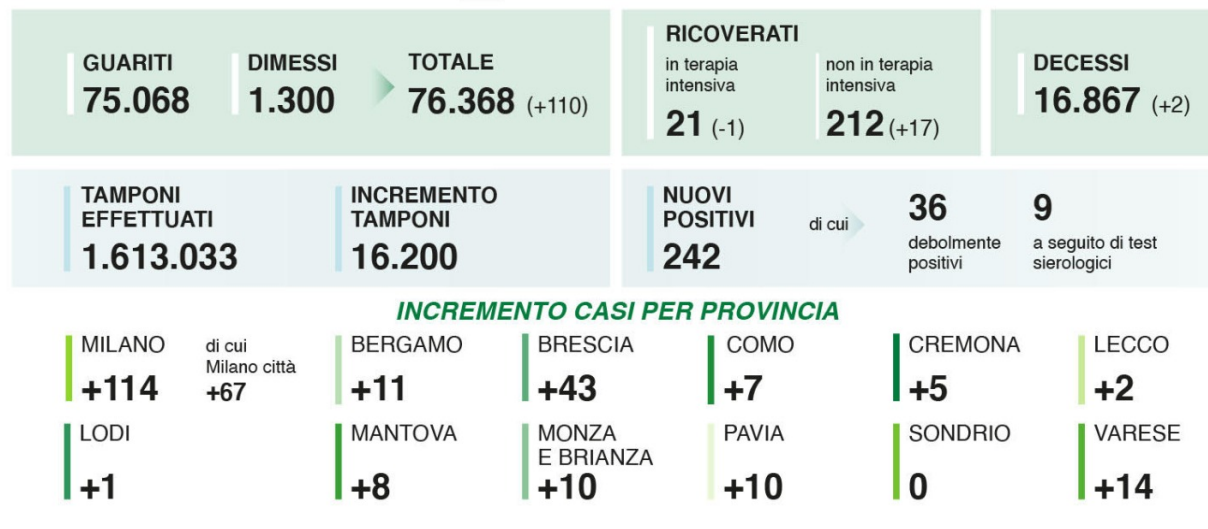 GUARITI
75.068
DIMESSI
1.300
TOTALE
76.368 (+110)
RICOVERATI
in terapia
intensiva
21 (-1)
non in terapia
intensiva
212 (+17)
DECESSI
16.867 (+2)
TAMPONI
EFFETTUATI
1.613.033
INCREMENTO
TAMPONI
16.200
NUOVI
POSITIVI
242
di cui
36
debolmente
positivi
9
a seguito di test
sierologici
INCREMENTO CASI PER PROVINCIA
MILANO
+114
di cui
Milano città
+67
BERGAMO
+11
BRESCIA
+43
COMO
+7
CREMONA
+5
LECCO
+2
LODI
+1
MANTOVA
+8
MONZA
E BRIANZA
+10
PAVIA
+10
SONDRIO
0
VARESE
+14